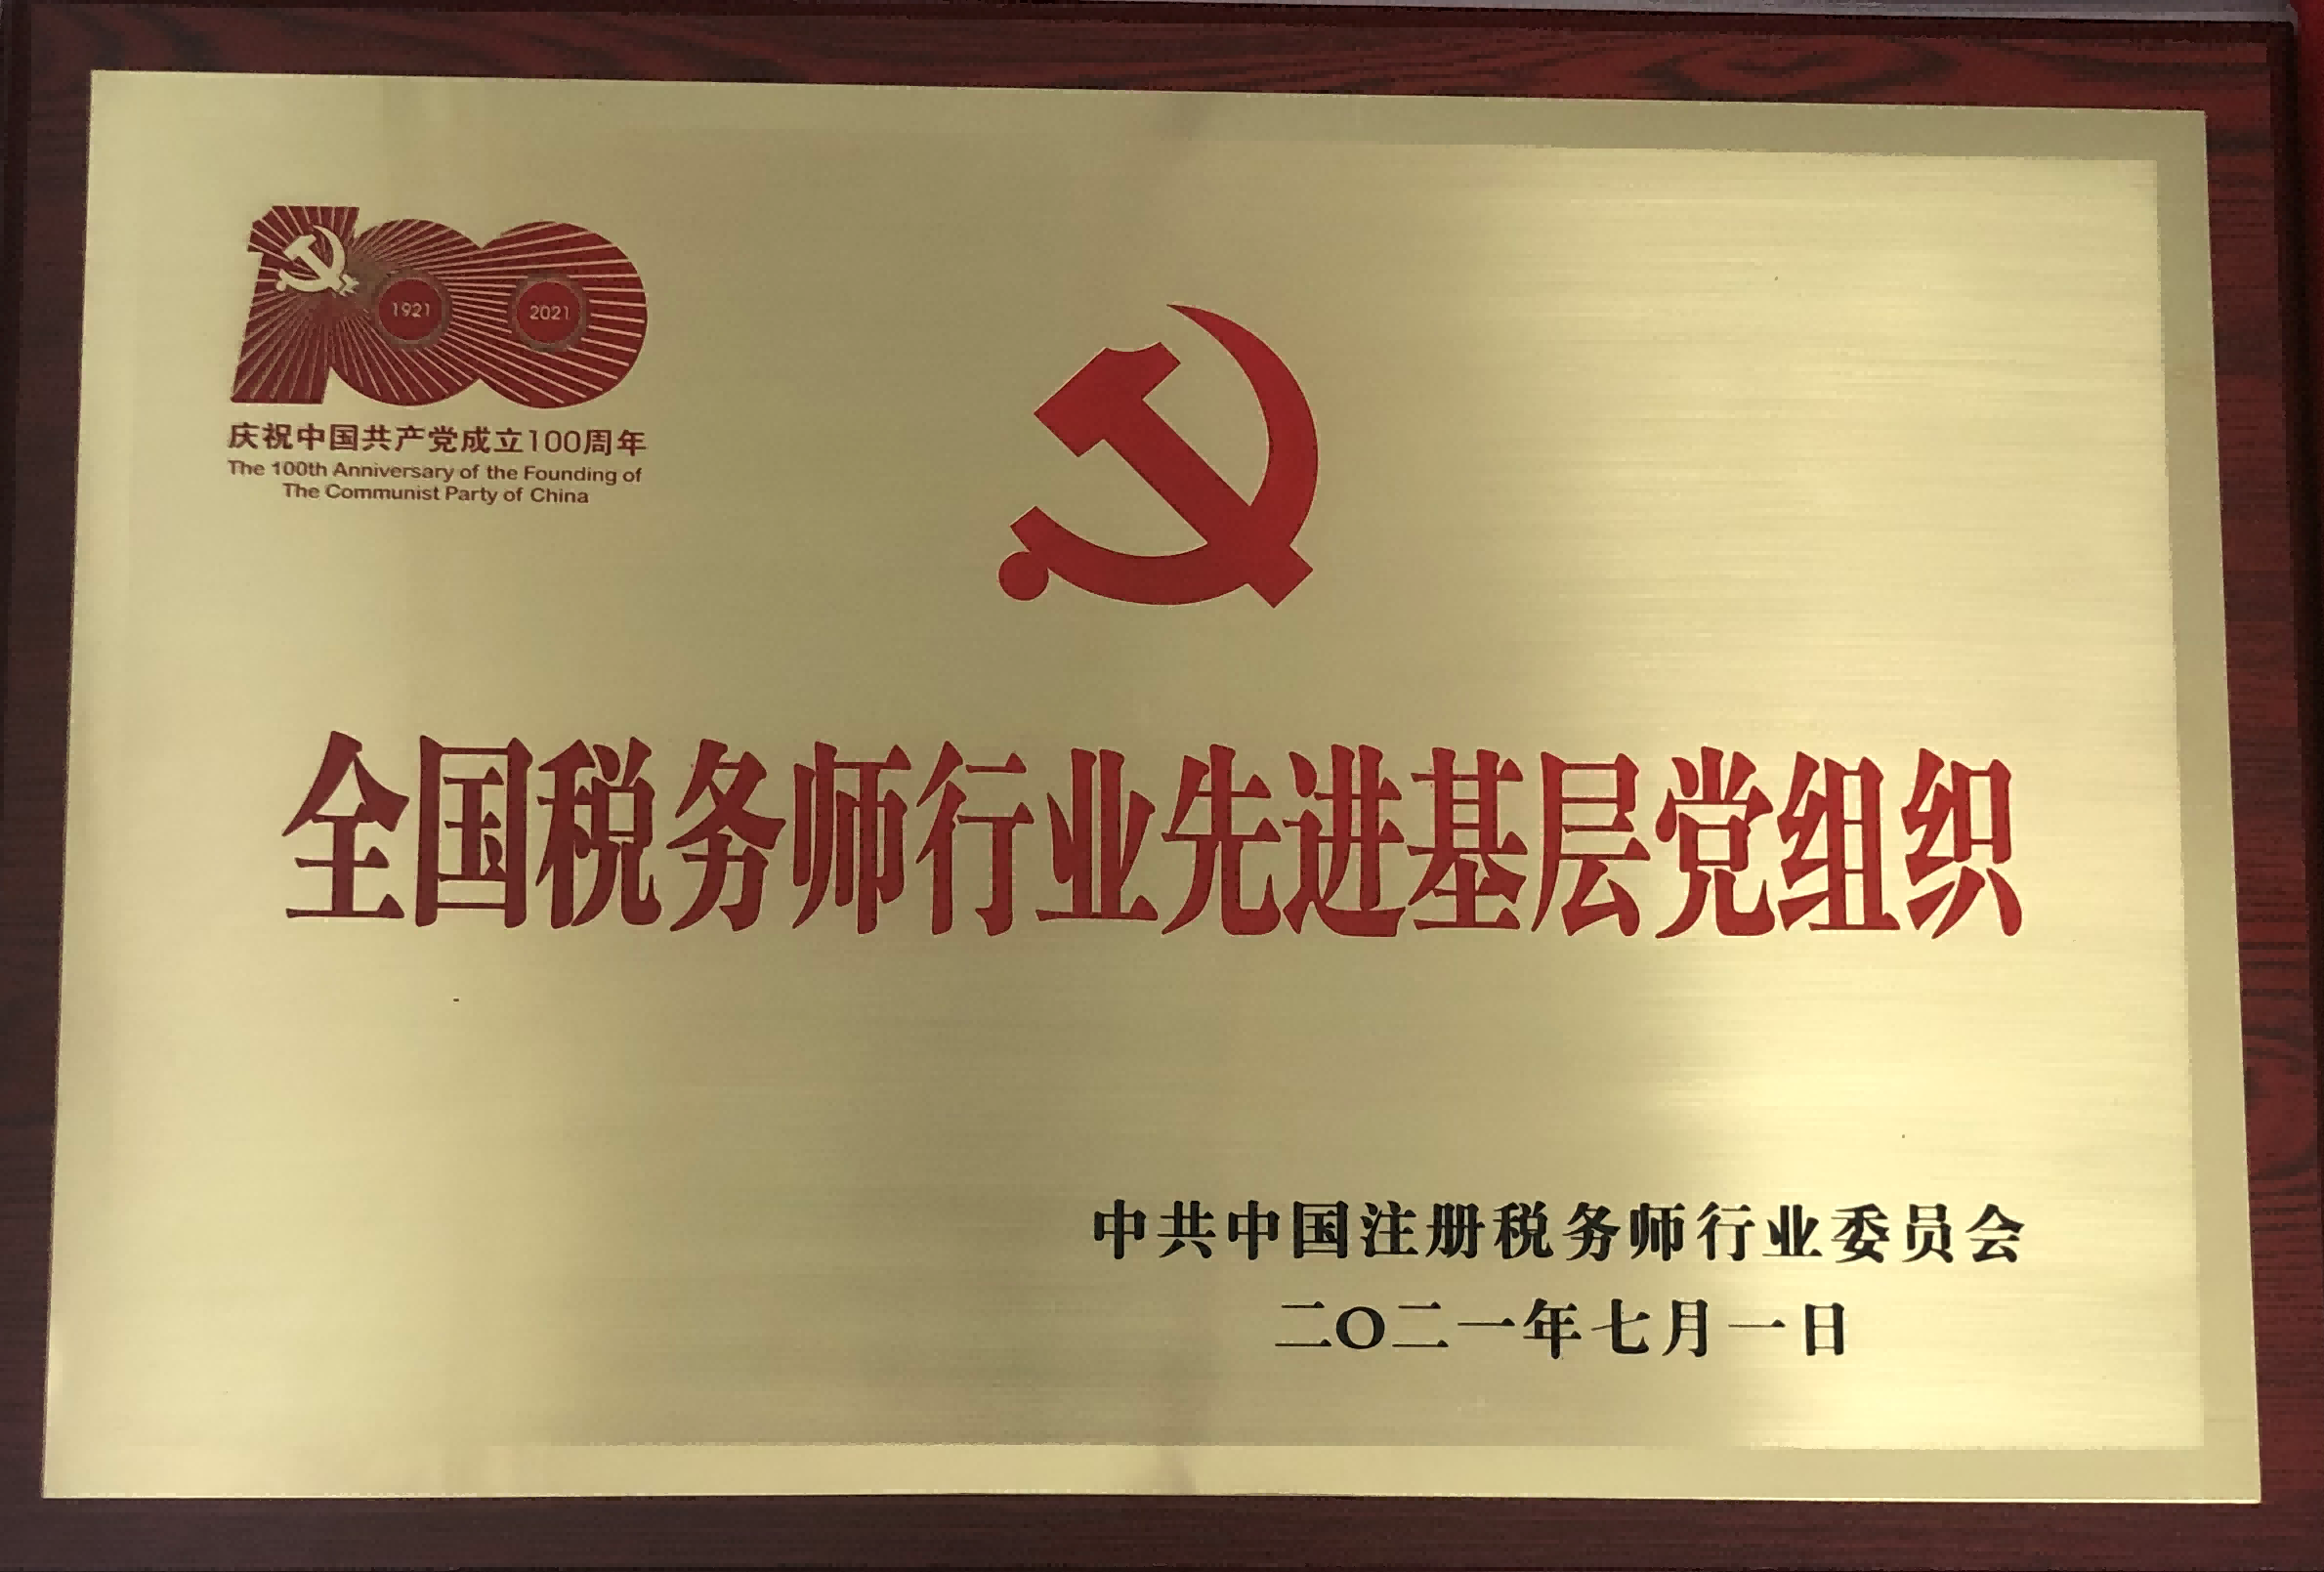 1921
2021
庆祝中国共产党成立100周年
The 100th Anniversary of the Founding of
The Communist Party of China
全国税务师行业先进基层党组织
中共中国注册税务师行业委员会
二〇二一年七月一日